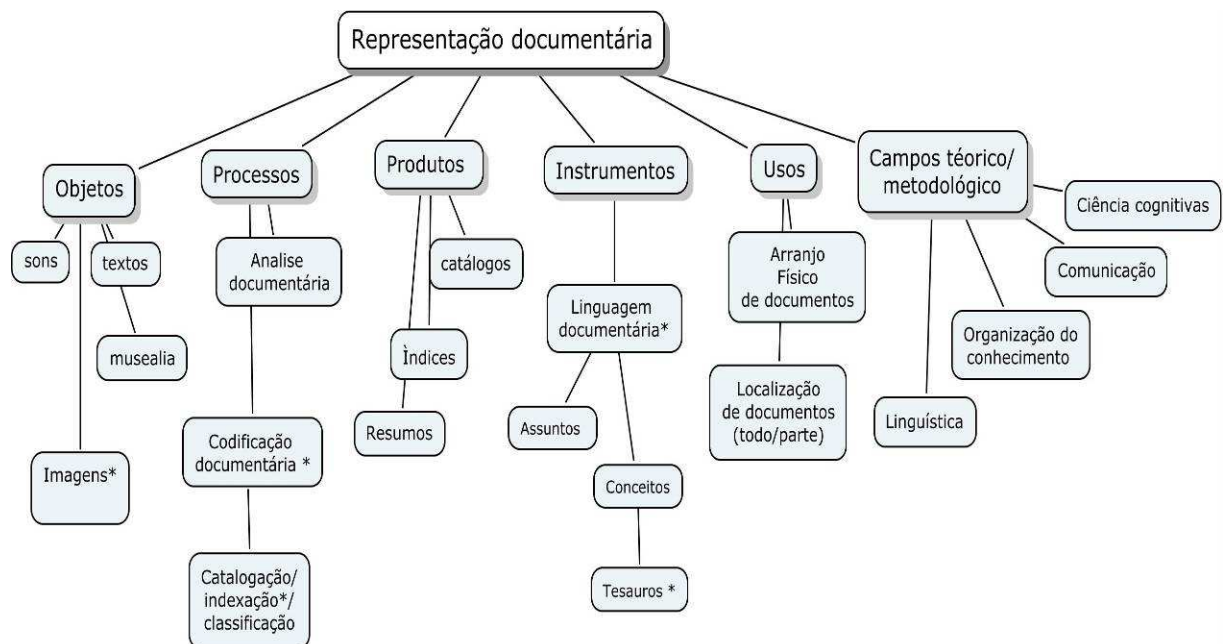 Representação documentária
Objetos
sons
textos
musealia
Imagens*
Processos
Analise
documentária
Codificação
documentária *
Catalogação/
indexação*/
classificação
Produtos
catálogos
Ìndices
Resumos
Instrumentos
Linguagem
documentária*
Assuntos
Conceitos
Tesauros *
Usos
Arranjo
Físico
de documentos
Localização
de documentos
(todo/parte)
Campos téorico/
metodológico
Ciência cognitivas
Comunicação
Organização do
conhecimento
Linguística